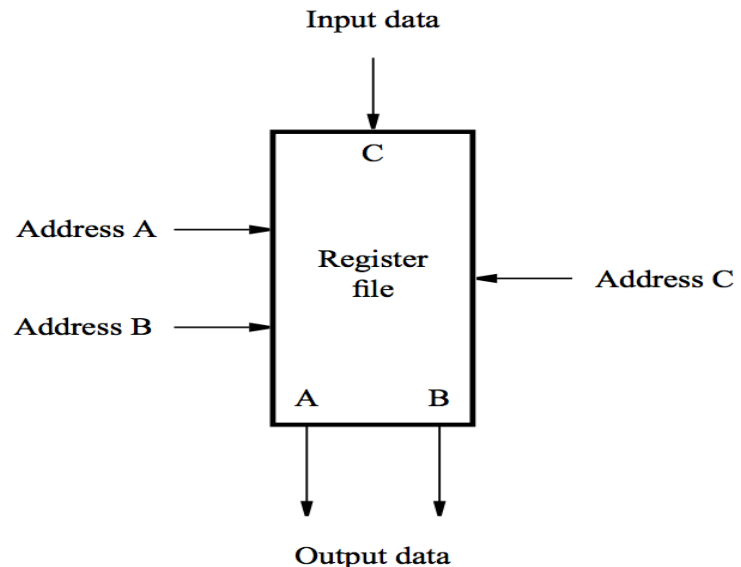 Input data
C
Address A
Register
file
Address C
Address B
A
B
Output data